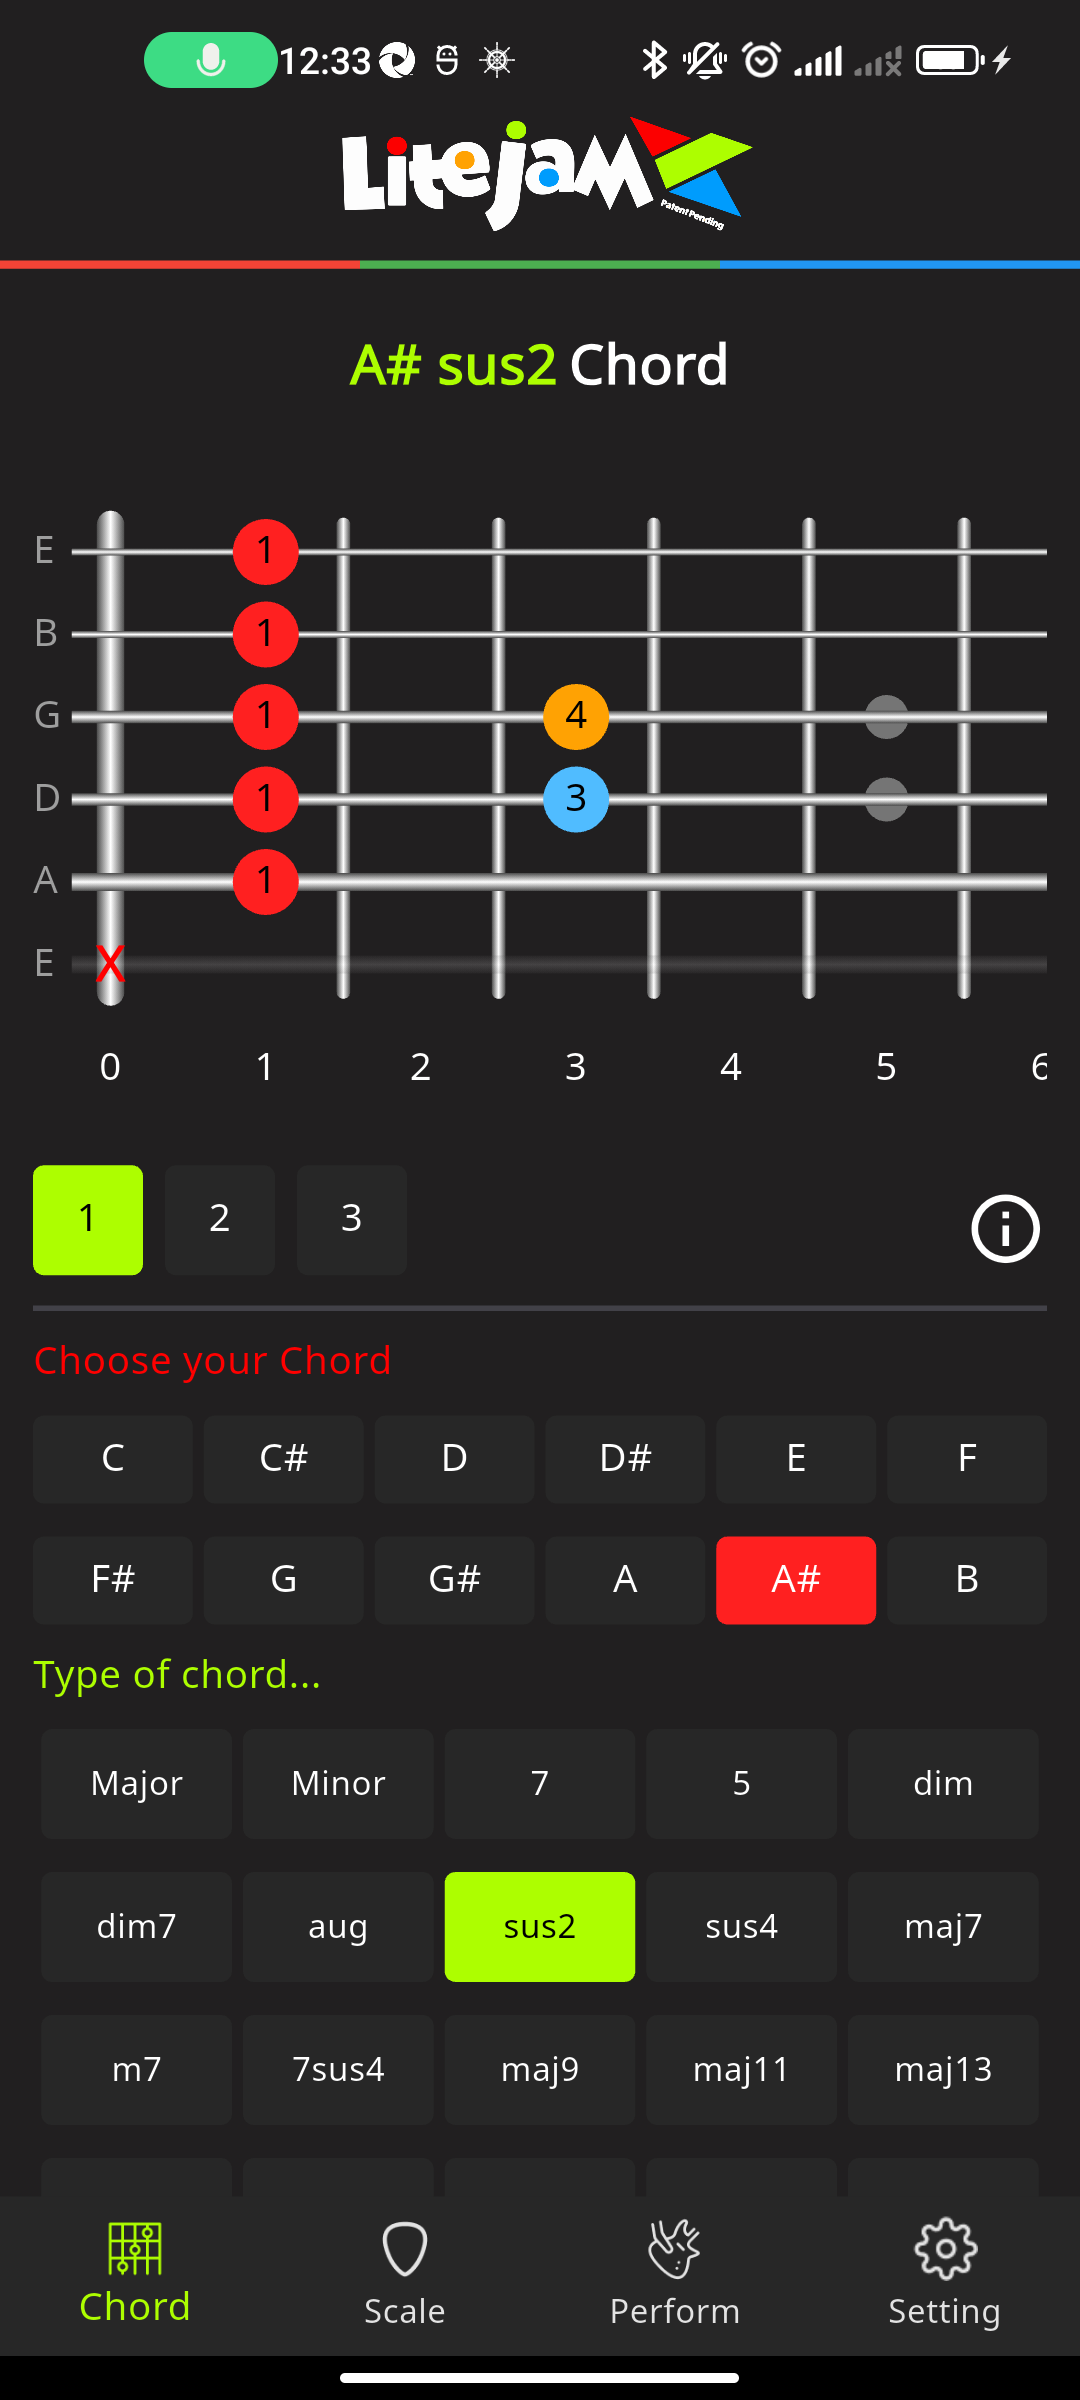 12:33
Litejam
Patent Pending
A# sus2 Chord
E 1
B 1
G 1 4
D 1 3
A 1
E X
0 1 2 3 4 5 6
1 2 3
Choose your Chord
C C# D D# E F
F# G G# A A# B
Type of chord...
Major Minor 7 5 dim
dim7 aug sus2 sus4 maj7
m7 7sus4 maj9 maj11 maj13
Chord Scale Perform Setting